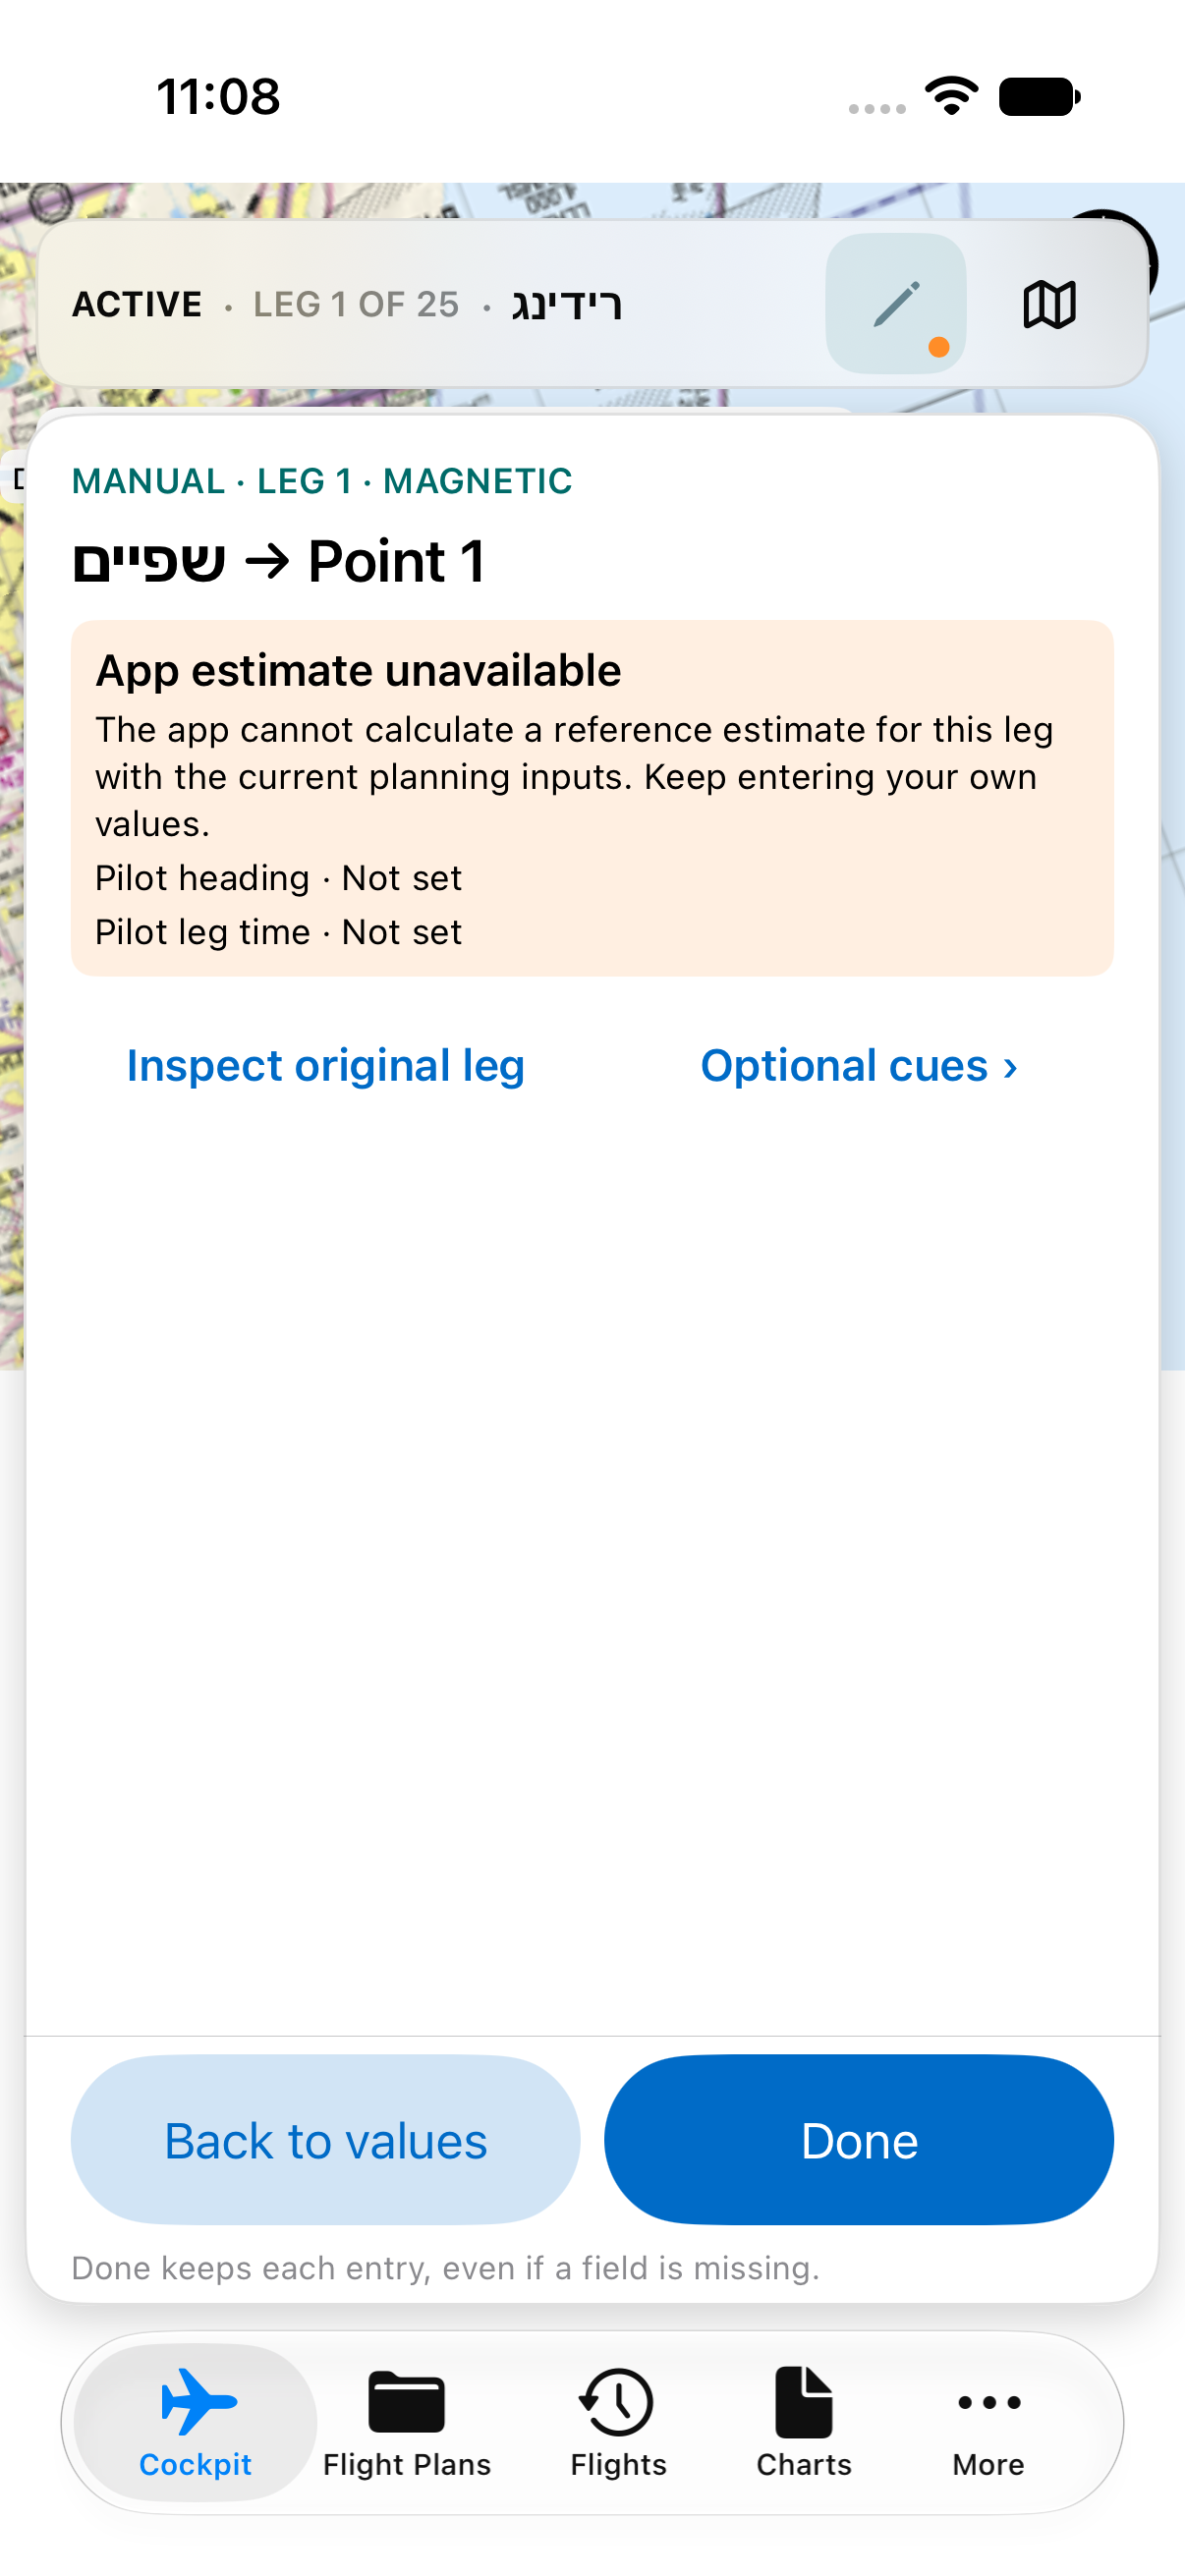 11:08
ACTIVE · LEG 1 OF 25 · רידינג
MANUAL · LEG 1 · MAGNETIC
שפיים → Point 1
App estimate unavailable
The app cannot calculate a reference estimate for this leg
with the current planning inputs. Keep entering your own
values.
Pilot heading · Not set
Pilot leg time · Not set
Inspect original leg
Optional cues ›
Back to values
Done
Done keeps each entry, even if a field is missing.
Cockpit
Flight Plans
Flights
Charts
More